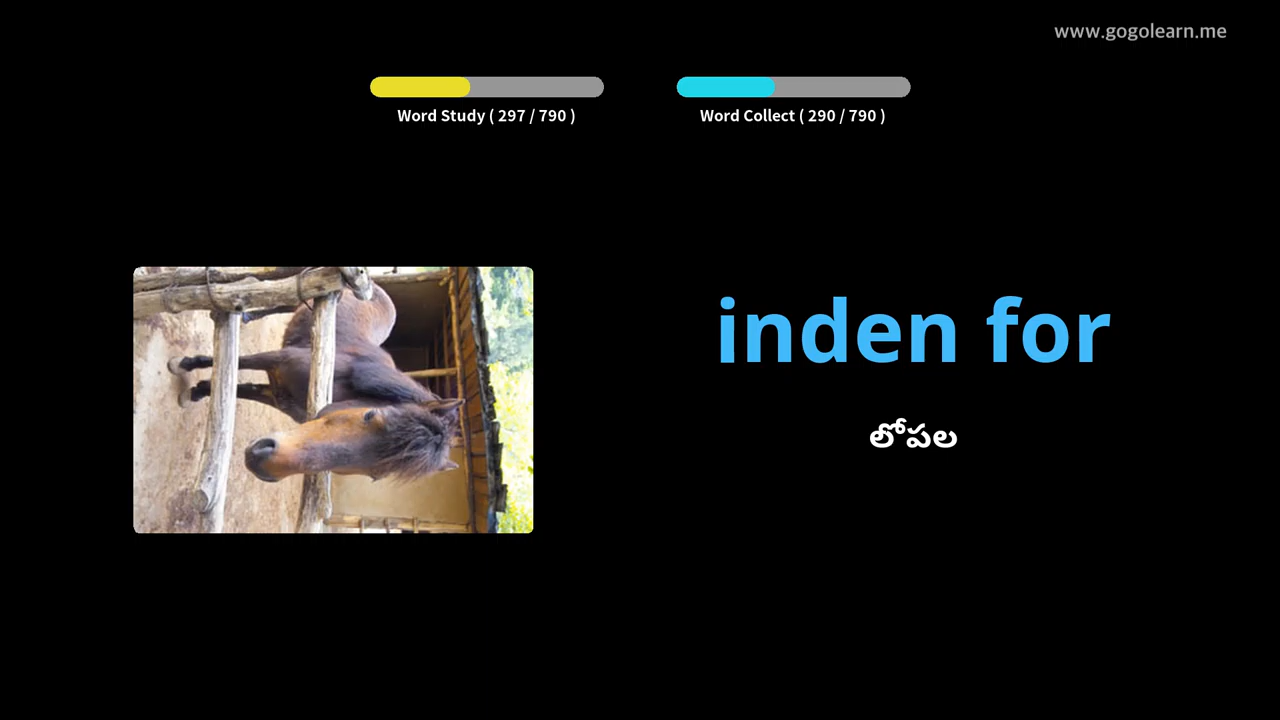 www.gogolearn.me
Word Study ( 297 / 790 )
Word Collect ( 290 / 790 )
inden for
లోపల